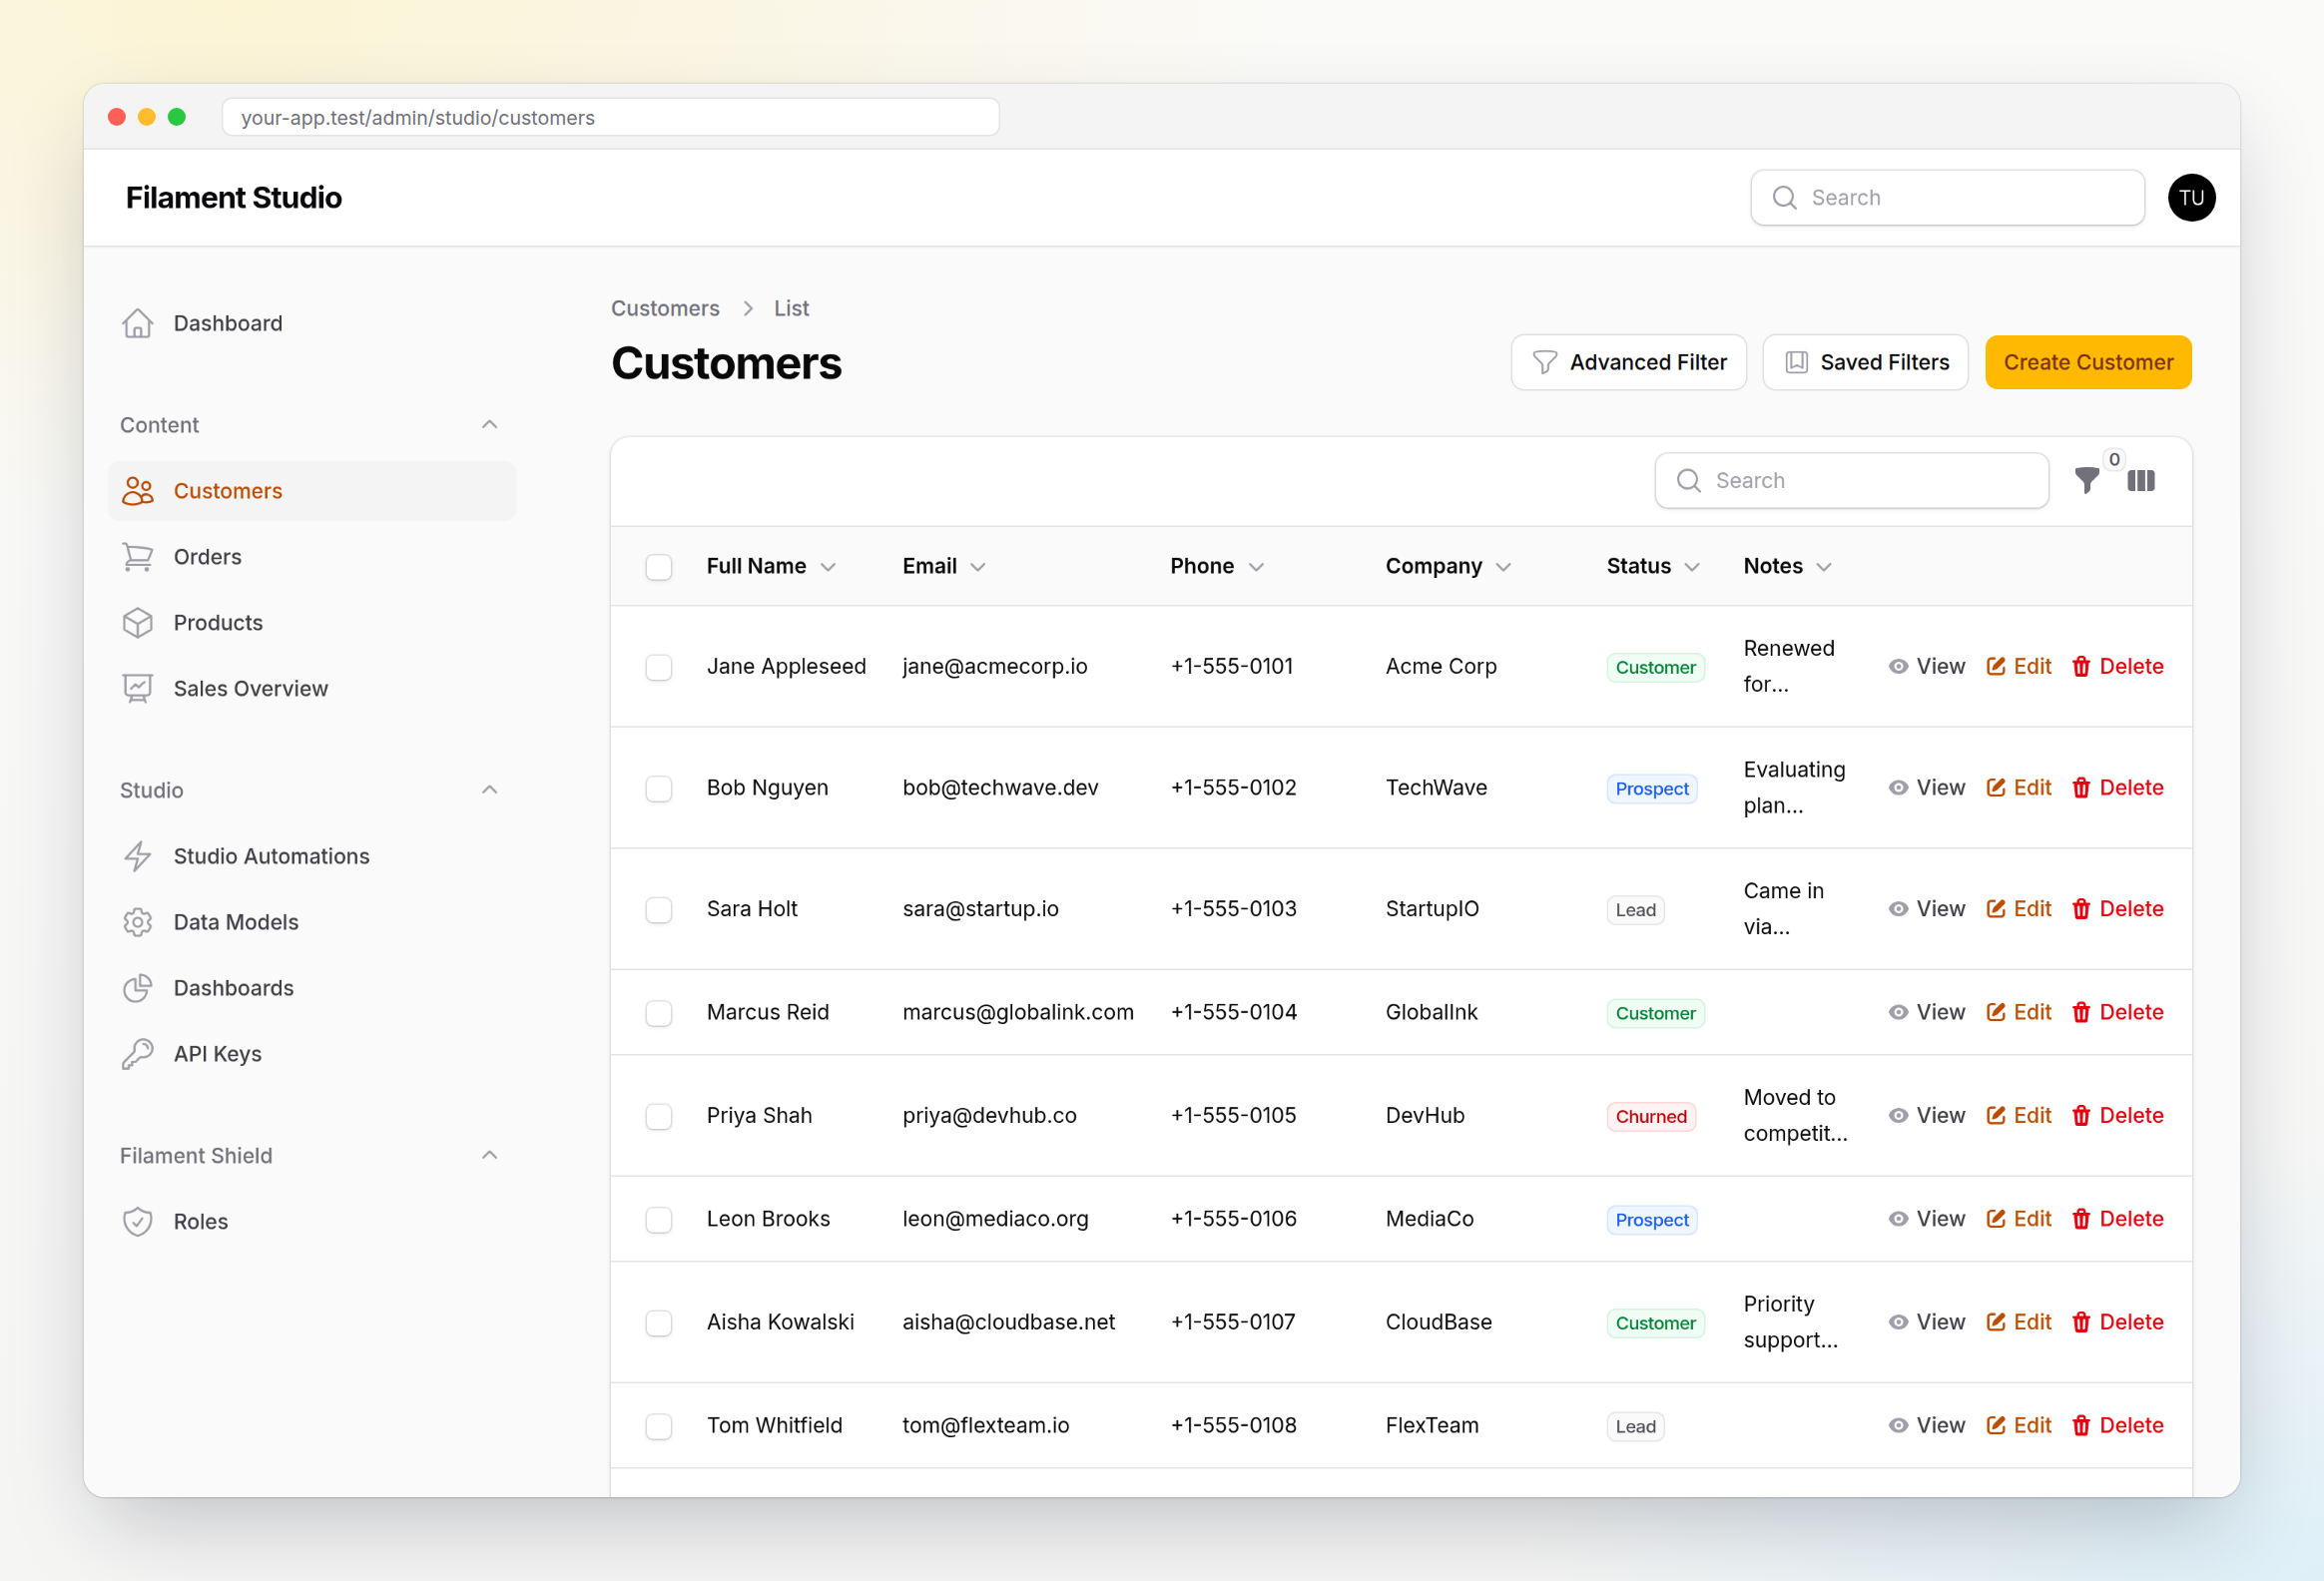 your-app.test/admin/studio/customers
Filament Studio
Search
TU
Dashboard
Content
Customers
Orders
Products
Sales Overview
Studio
Studio Automations
Data Models
Dashboards
API Keys
Filament Shield
Roles
Customers > List
Customers
Advanced Filter
Saved Filters
Create Customer
Search
0
Full Name Email Phone Company Status Notes
Jane Appleseed jane@acmecorp.io +1-555-0101 Acme Corp Customer Renewed
for... View Edit Delete
Bob Nguyen bob@techwave.dev +1-555-0102 TechWave Prospect Evaluating
plan... View Edit Delete
Sara Holt sara@startup.io +1-555-0103 StartupIO Lead Came in
via... View Edit Delete
Marcus Reid marcus@globalink.com +1-555-0104 GlobalInk Customer View Edit Delete
Priya Shah priya@devhub.co +1-555-0105 DevHub Churned Moved to
competit... View Edit Delete
Leon Brooks leon@mediaco.org +1-555-0106 MediaCo Prospect View Edit Delete
Aisha Kowalski aisha@cloudbase.net +1-555-0107 CloudBase Customer Priority
support... View Edit Delete
Tom Whitfield tom@flexteam.io +1-555-0108 FlexTeam Lead View Edit Delete